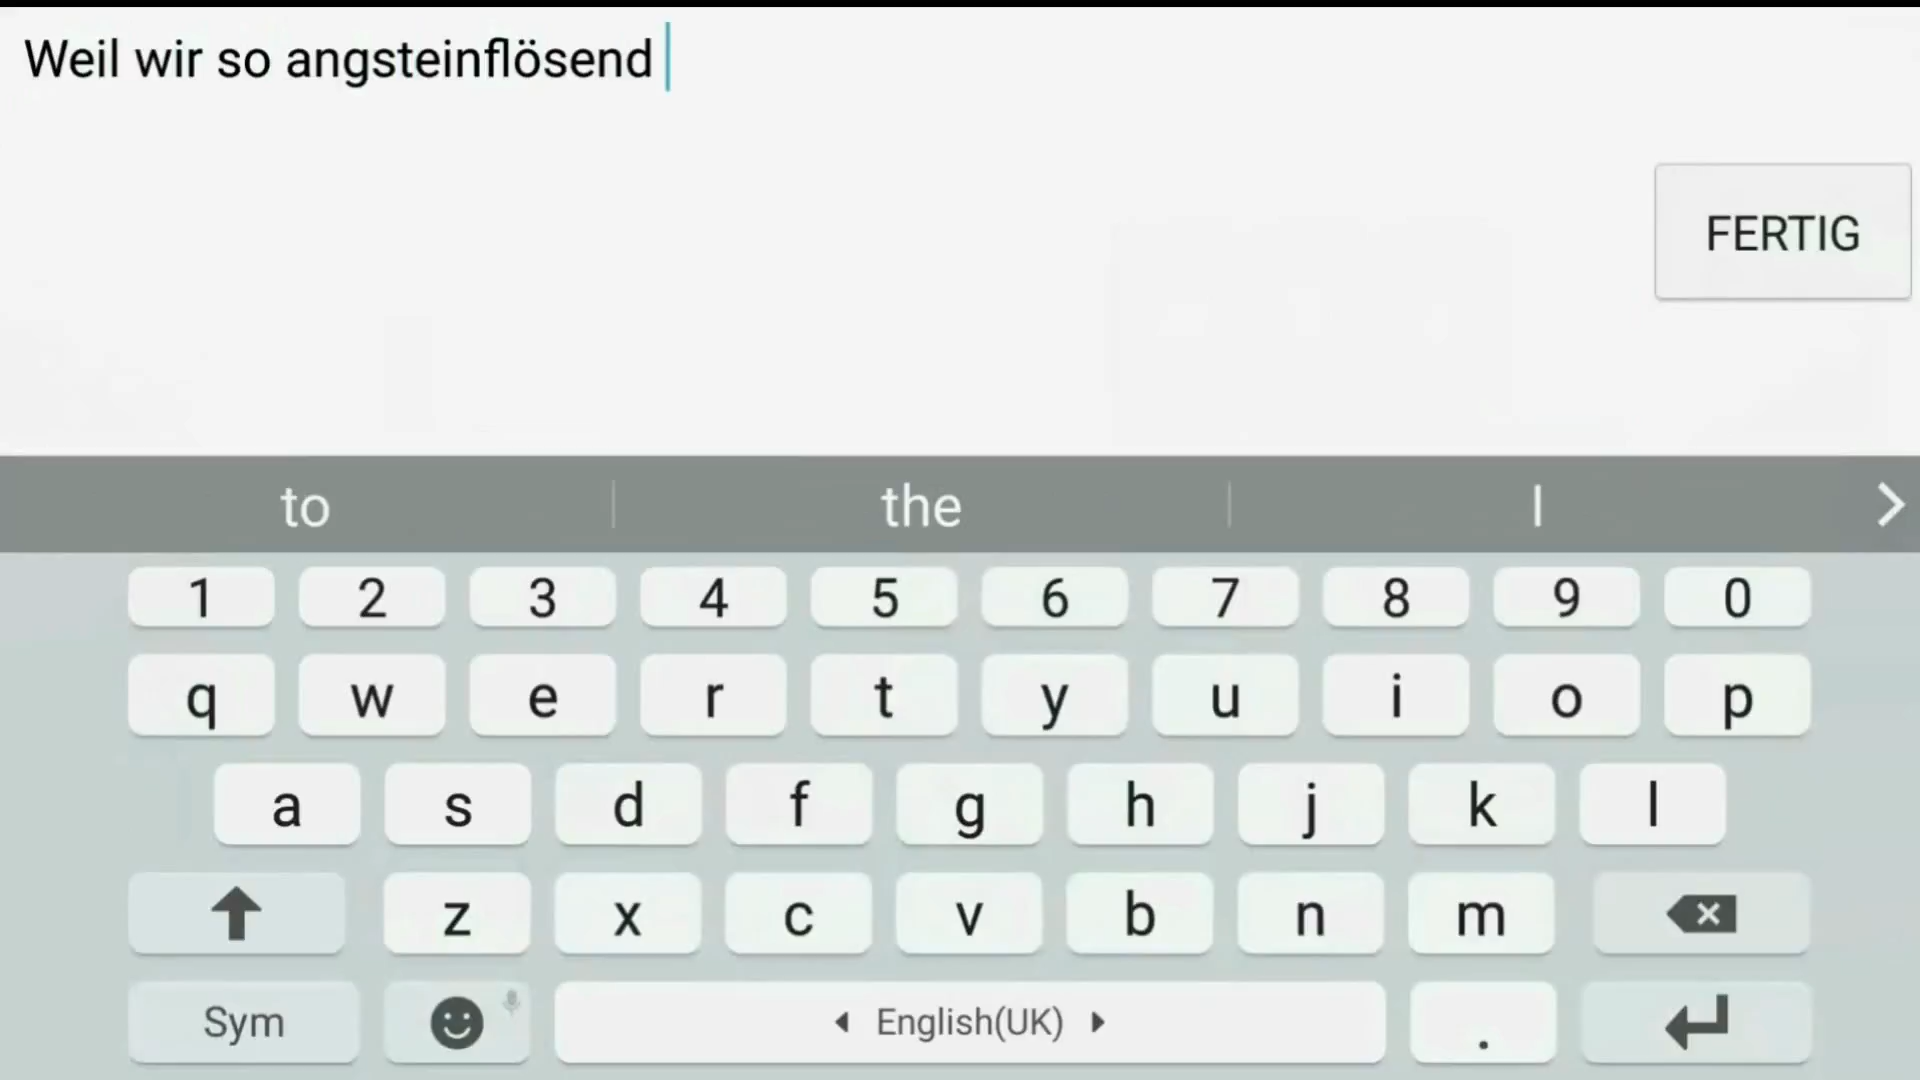 Weil wir so angsteinflösend
FERTIG
to the I
1 2 3 4 5 6 7 8 9 0
q w e r t y u i o p
a s d f g h j k l
z x c v b n m
Sym English(UK) .